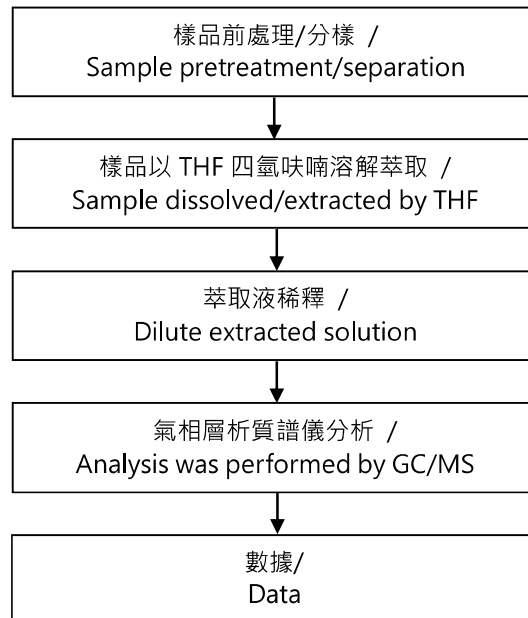 樣品前處理/分樣 /
Sample pretreatment/separation
樣品以 THF 四氫呋喃溶解萃取 /
Sample dissolved/extracted by THF
萃取液稀釋 /
Dilute extracted solution
氣相層析質譜儀分析 /
Analysis was performed by GC/MS
數據/
Data